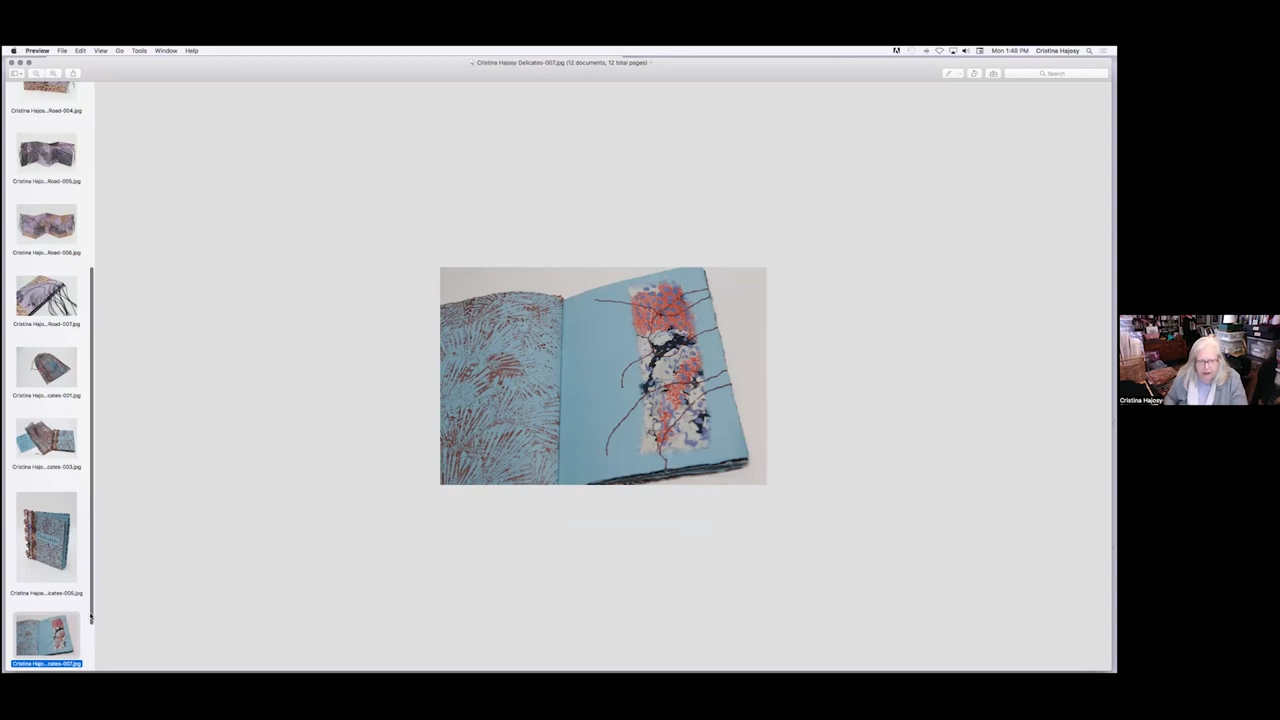 Preview File Edit View Go Tools Window Help
Mon 1:48 PM Cristina Hajosy
Cristina Hajosy Delicates-007.jpg (12 documents, 12 total pages)
Search
Cristina Hajos...Road-004.jpg
Cristina Hajo...Road-005.jpg
Cristina Hajo...Road-006.jpg
Cristina Hajo...Road-007.jpg
Cristina Hajo...cates-001.jpg
Cristina Hajo...cates-003.jpg
Cristina Hajos...icates-005.jpg
Cristina Hajo...cates-007.jpg
Cristina Hajosy